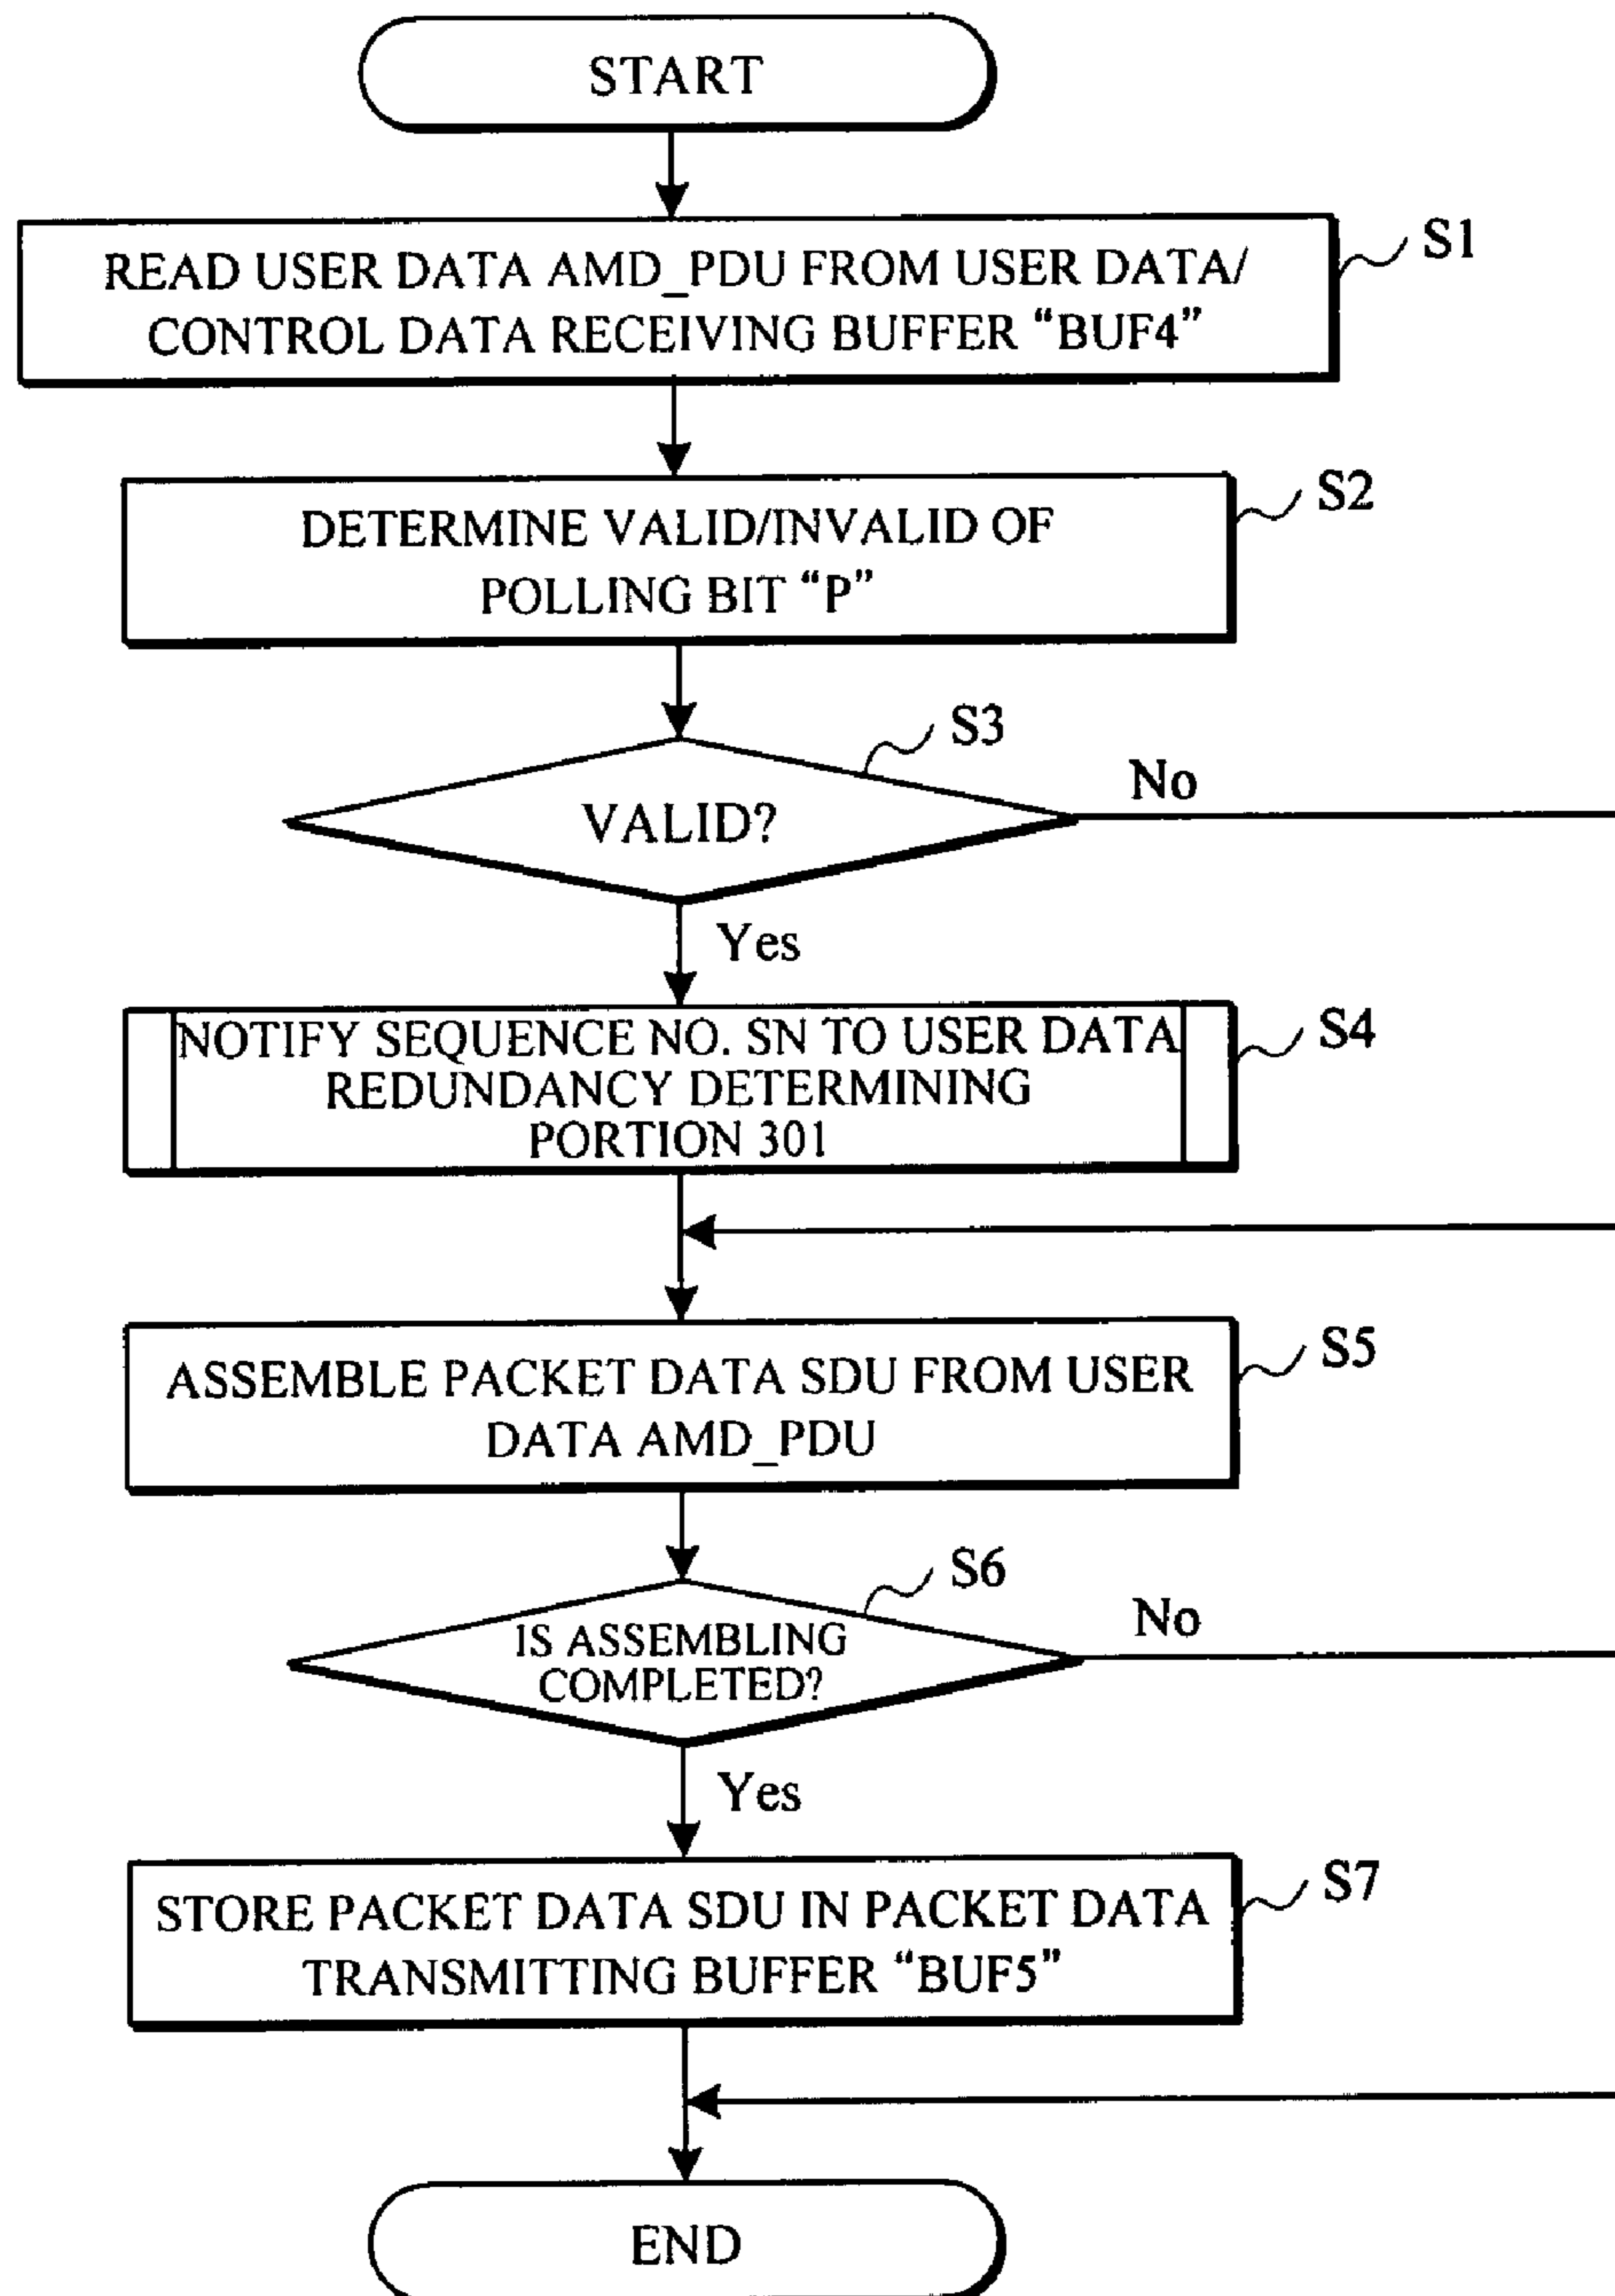 START
S1
READ USER DATA AMD_PDU FROM USER DATA/
CONTROL DATA RECEIVING BUFFER “BUF4”
S2
DETERMINE VALID/INVALID OF
POLLING BIT “P”
S3
No
VALID?
Yes
S4
NOTIFY SEQUENCE NO. SN TO USER DATA
REDUNDANCY DETERMINING
PORTION 301
S5
ASSEMBLE PACKET DATA SDU FROM USER
DATA AMD_PDU
S6
No
IS ASSEMBLING
COMPLETED?
Yes
S7
STORE PACKET DATA SDU IN PACKET DATA
TRANSMITTING BUFFER “BUF5”
END